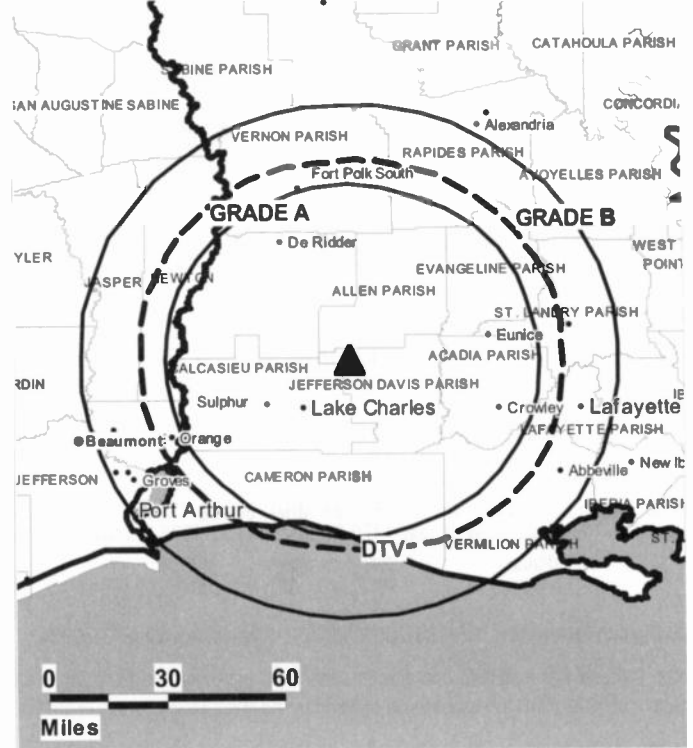 GRANT PARISH
CATAHOULA PARISH
SABINE PARISH
SAN AUGUSTINE SABINE
CONCORDI
Alexandria
VERNON PARISH
RAPIDES PARISH
Fort Polk South
AVOYELLES PARISH
GRADE A
GRADE B
De Ridder
WEST
POINT
YLER
EVANGELINE PARISH
JASPER
NEWTON
ALLEN PARISH
ST. LANDRY PARISH
Eunice
ACADIA PARISH
CALCASIEU PARISH
JEFFERSON DAVIS PARISH
RDIN
IB
Sulphur
Lake Charles
Crowley
Lafayette
LAFAYETTE PARISH
Beaumont
Orange
Abbeville
New Ib
JEFFERSON
Groves
CAMERON PARISH
IBERIA PARISH
Port Arthur
DTV
VERMILION PARISH
ST.
0 30 60
Miles